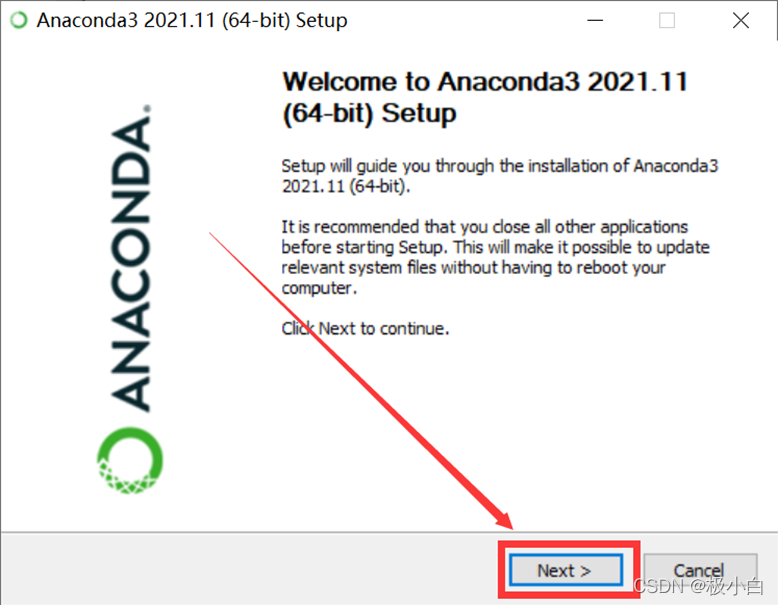 Anaconda3 2021.11 (64-bit) Setup
Welcome to Anaconda3 2021.11
(64-bit) Setup
ANACONDA.
Setup will guide you through the installation of Anaconda3
2021.11 (64-bit).
It is recommended that you close all other applications
before starting Setup. This will make it possible to update
relevant system files without having to reboot your
computer.
Click Next to continue.
Next >
Cancel
CSDN @极小白